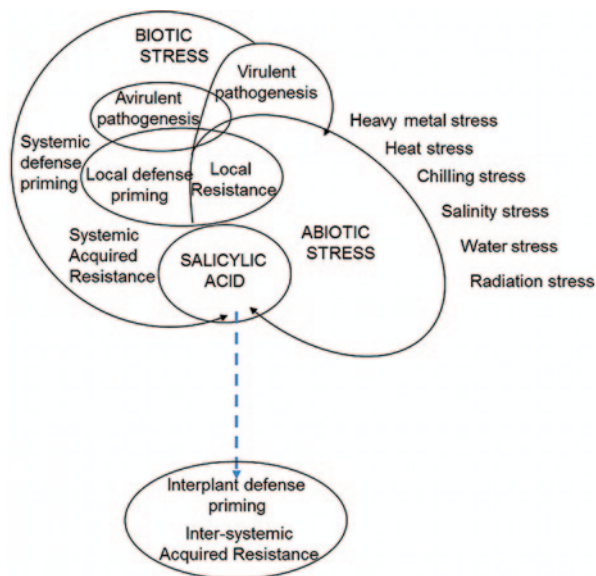 BIOTIC
STRESS
Virulent
pathogenesis
Avirulent
pathogenesis
Systemic
defense
priming
Local defense
priming
Local
Resistance
Systemic
Acquired
Resistance
SALICYLIC
ACID
ABIOTIC
STRESS
Heavy metal stress
Heat stress
Chilling stress
Salinity stress
Water stress
Radiation stress
Interplant defense
priming
Inter-systemic
Acquired Resistance